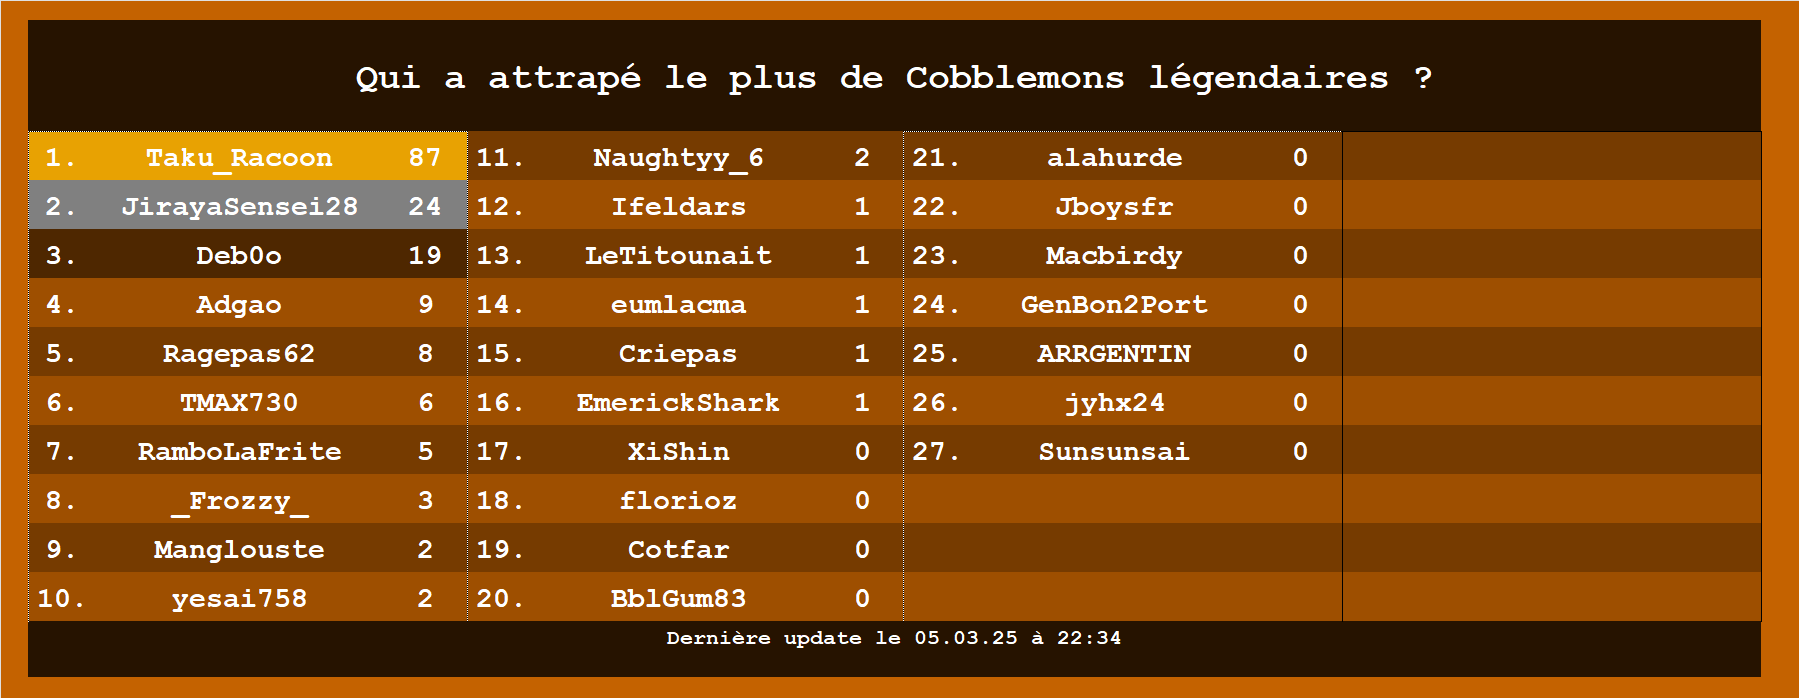 Qui a attrapé le plus de Cobblemons légendaires ?
1. Taku_Racoon 87
2. JirayaSensei28 24
3. Deb0o 19
4. Adgao 9
5. Ragepas62 8
6. TMAX730 6
7. RamboLaFrite 5
8. _Frozzy_ 3
9. Manglouste 2
10. yesai758 2
11. Naughtyy_6 2
12. Ifeldars 1
13. LeTitounait 1
14. eumlacma 1
15. Criepas 1
16. EmerickShark 1
17. XiShin 0
18. florioz 0
19. Cotfar 0
20. BblGum83 0
21. alahurde 0
22. Jboysfr 0
23. Macbirdy 0
24. GenBon2Port 0
25. ARRGENTIN 0
26. jyhx24 0
27. Sunsunsai 0
Dernière update le 05.03.25 à 22:34